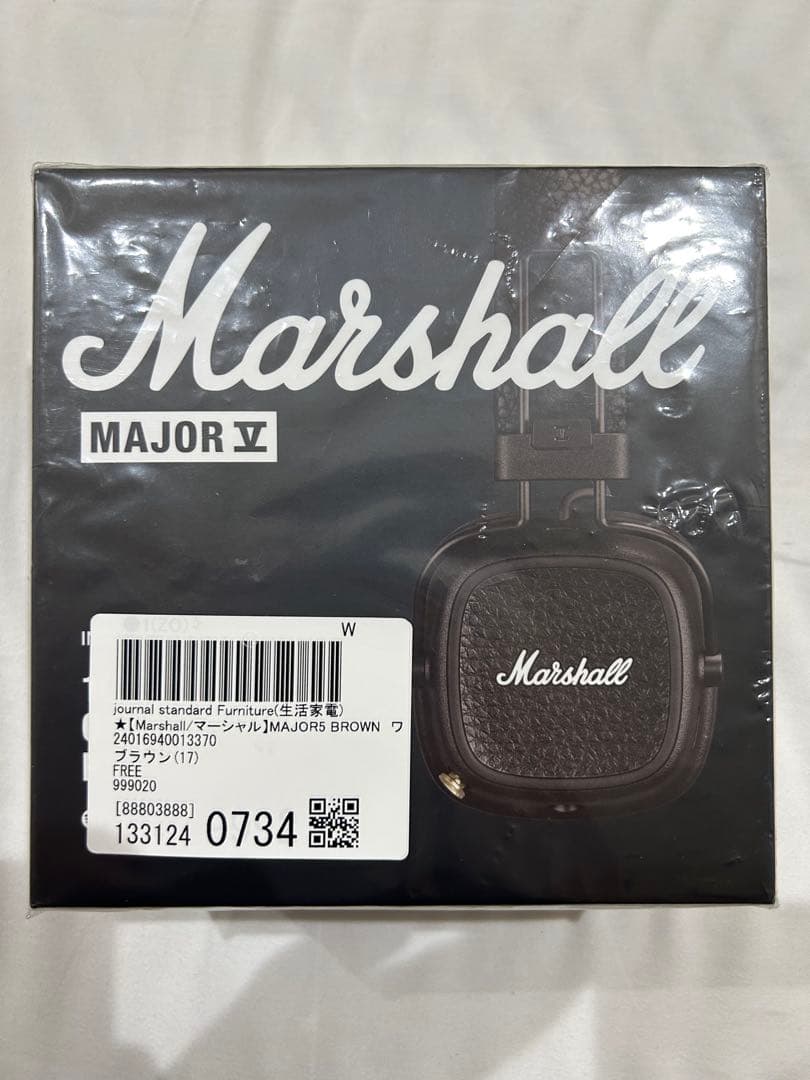 Marshall
MAJOR V
Marshall
W
journal standard Furniture(生活家電)
★【Marshall/マーシャル】MAJOR5 BROWN ワ
24016940013370
ブラウン(17)
FREE
999020
[88803888]
133124 0734